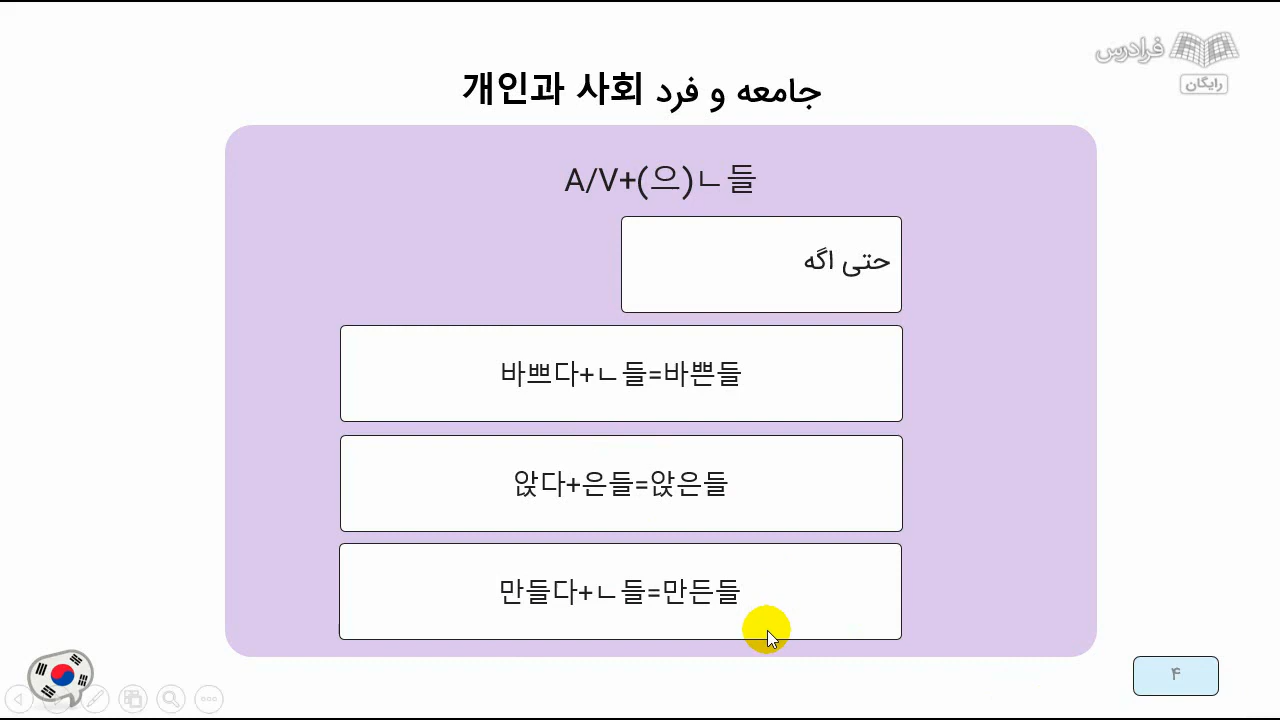 فرادرس
رایگان
개인과 사회 جامعه و فرد
A/V+(으)ㄴ들
حتی اگه
바쁘다+ㄴ들=바쁜들
앉다+은들=앉은들
만들다+ㄴ들=만든들
۴